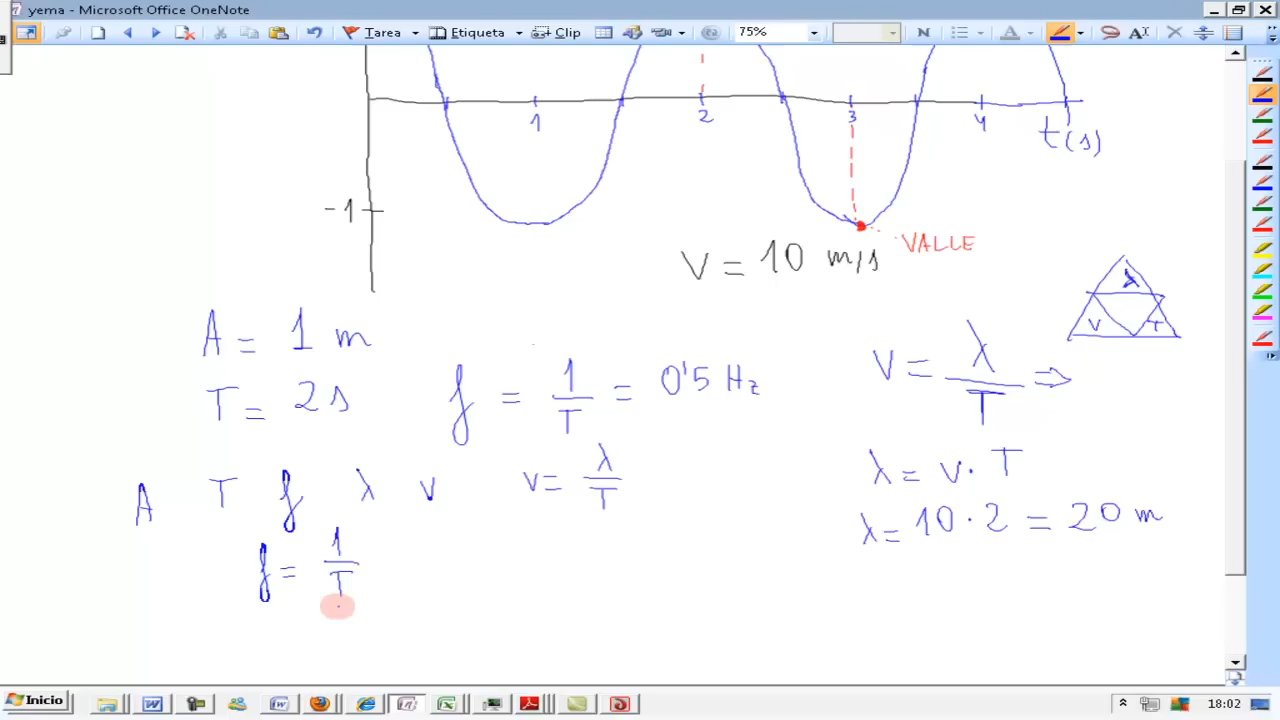 yema - Microsoft Office OneNote
Tarea Etiqueta Clip 75% N A
1 2 3 4
t(s)
-1
VALLE
V = 10 m/s
λ
V T
A = 1 m
T = 2 s
f = 1/T = 0'5 Hz
V = λ/T ⇒
λ = v · T
λ = 10 · 2 = 20 m
A T f λ v v = λ/T
f = 1/T
Inicio 18:02